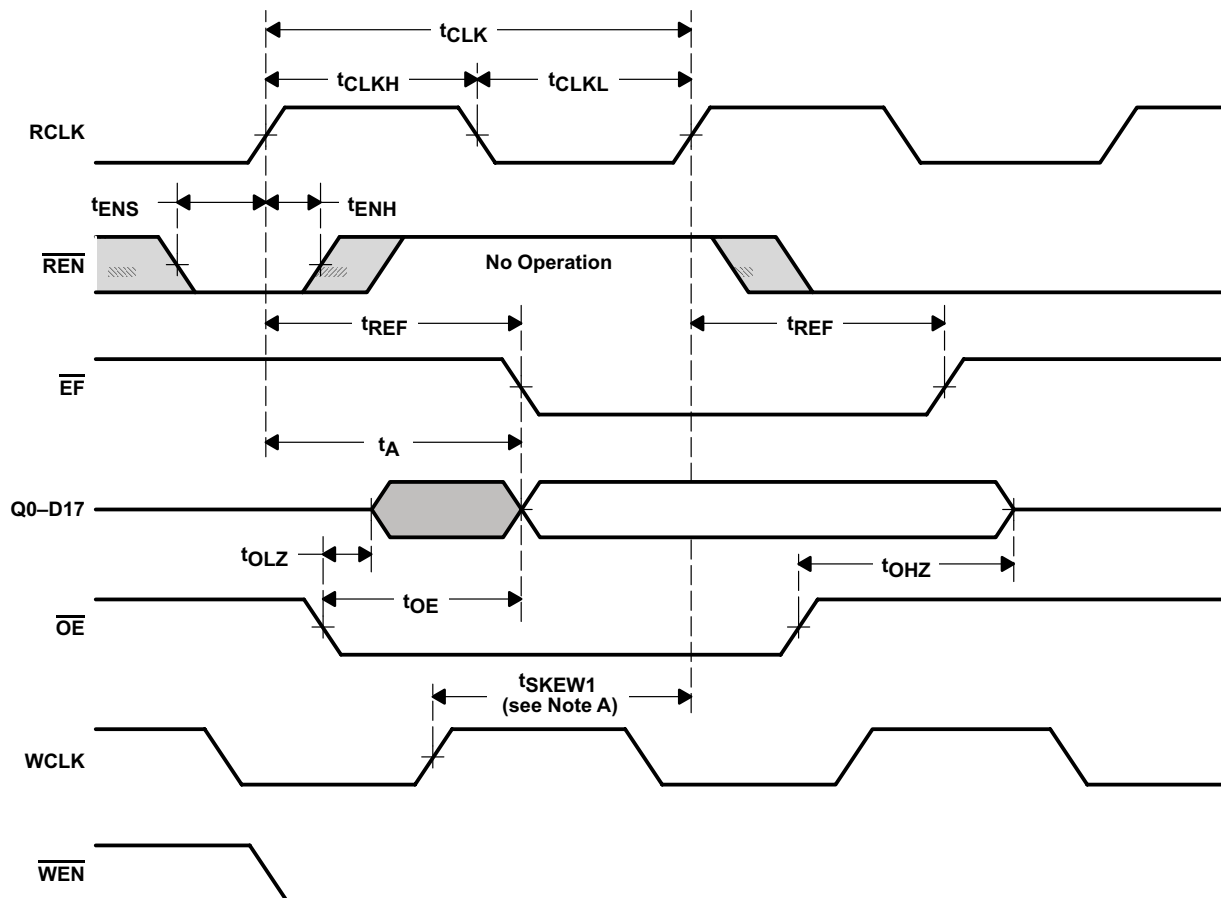 tCLK
tCLKH
tCLKL
RCLK
tENS
tENH
REN
No Operation
tREF
tREF
EF
tA
Q0–D17
tOLZ
tOHZ
tOE
OE
tSKEW1
(see Note A)
WCLK
WEN